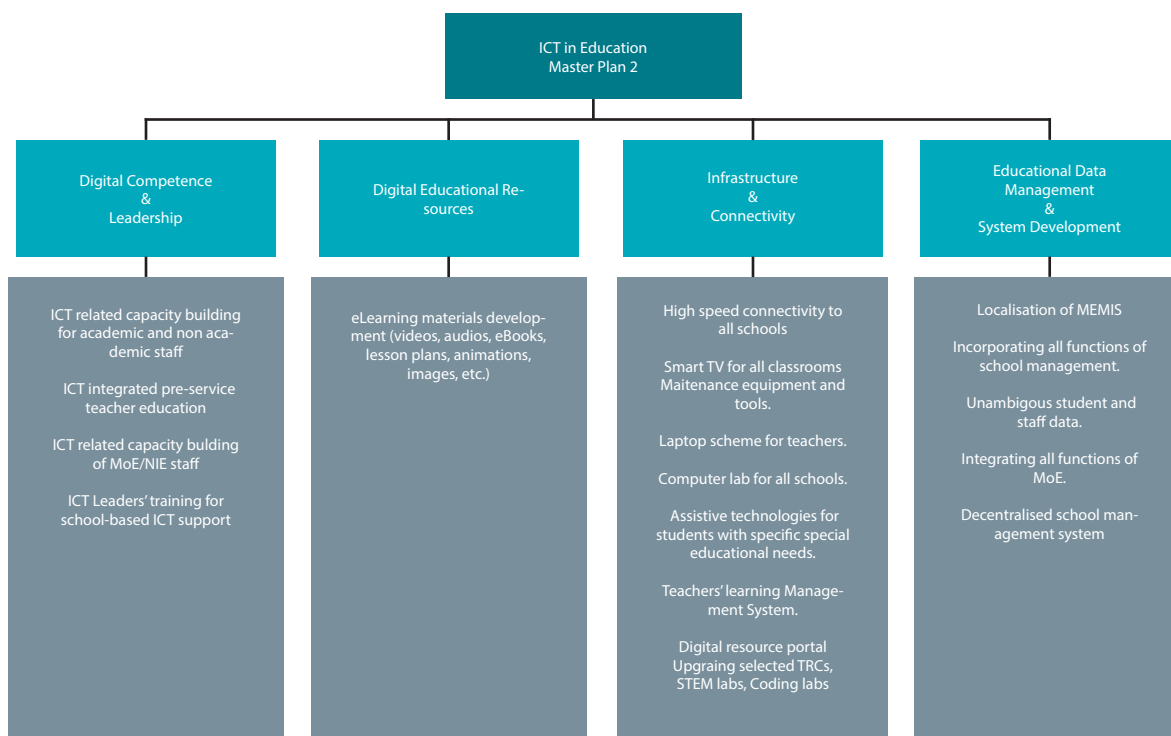 ICT in Education
Master Plan 2
Digital Competence
&
Leadership
Digital Educational Re-
sources
Infrastructure
&
Connectivity
Educational Data
Management
&
System Development
ICT related capacity building
for academic and non aca-
demic staff
ICT integrated pre-service
teacher education
ICT related capacity bulding
of MoE/NIE staff
ICT Leaders' training for
school-based ICT support
eLearning materials develop-
ment (videos, audios, eBooks,
lesson plans, animations,
images, etc.)
High speed connectivity to
all schools
Smart TV for all classrooms
Maitenance equipment and
tools.
Laptop scheme for teachers.
Computer lab for all schools.
Assistive technologies for
students with specific special
educational needs.
Teachers' learning Manage-
ment System.
Digital resource portal
Upgraing selected TRCs,
STEM labs, Coding labs
Localisation of MEMIS
Incorporating all functions of
school management.
Unambigous student and
staff data.
Integrating all functions of
MoE.
Decentralised school man-
agement system